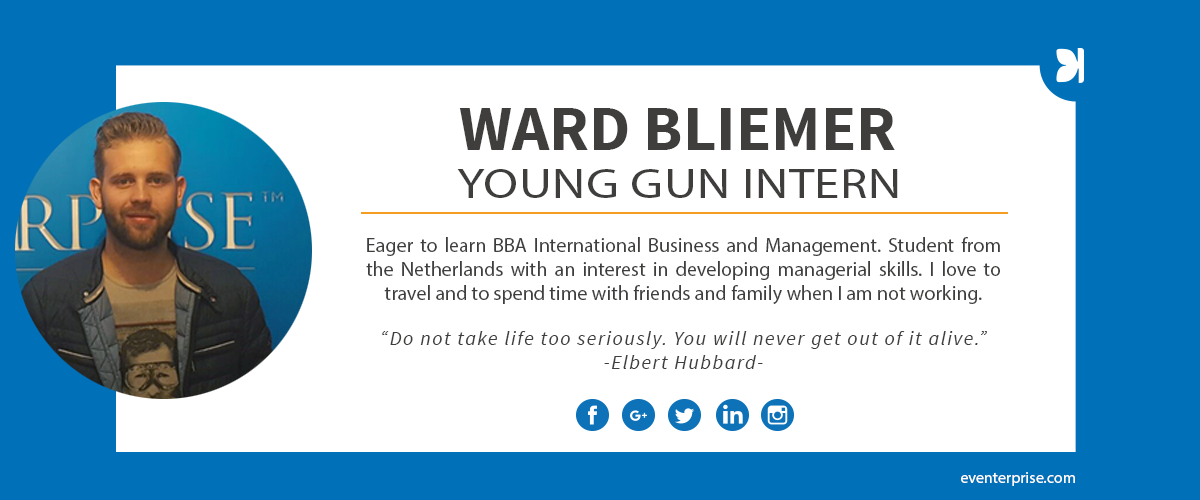 WARD BLIEMER
YOUNG GUN INTERN
RPRISE™
Eager to learn BBA International Business and Management. Student from
the Netherlands with an interest in developing managerial skills. I love to
travel and to spend time with friends and family when I am not working.
“Do not take life too seriously. You will never get out of it alive.”
-Elbert Hubbard-
f G+ in
eventerprise.com